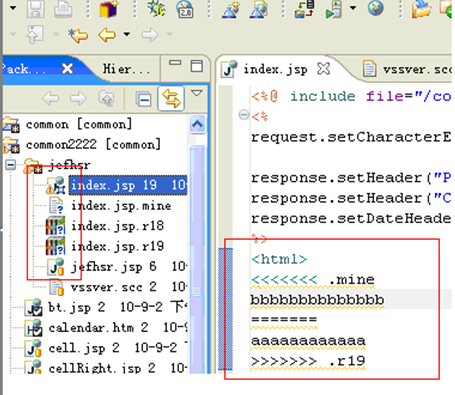 Pack...
Hier...
common [common]
common2222 [common]
jefhsr
index.jsp 19 10-
index.jsp.mine
index.jsp.r18
index.jsp.r19
jefhsr.jsp 6 10-9
vssver.scc 2 10-
bt.jsp 2 10-9-2 下
calendar.htm 2 10-
cell.jsp 2 10-9-2
cellRight.jsp 2
index.jsp
vssver.scc
<%@ include file="/co
<%
request.setCharacterE
response.setHeader("P
response.setHeader("C
response.setDateHeade
%>
<html>
<<<<<<< .mine
bbbbbbbbbbbbbbb
=======
aaaaaaaaaaaa
>>>>>>> .r19